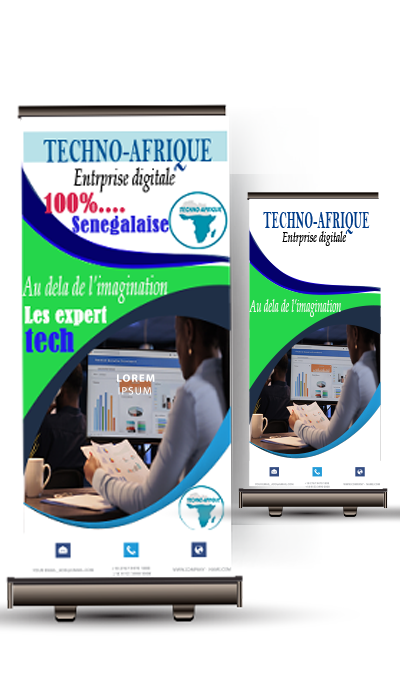 TECHNO-AFRIQUE
Entrprise digitale
100%....
Senegalaise
TECHNO-AFRIQUE
Au dela de l'imagination
Les expert
tech
LOREM
IPSUM
TECHNO-AFRIQUE
TECHNO-AFRIQUE
Entrprise digitale
Au dela de l'imagination